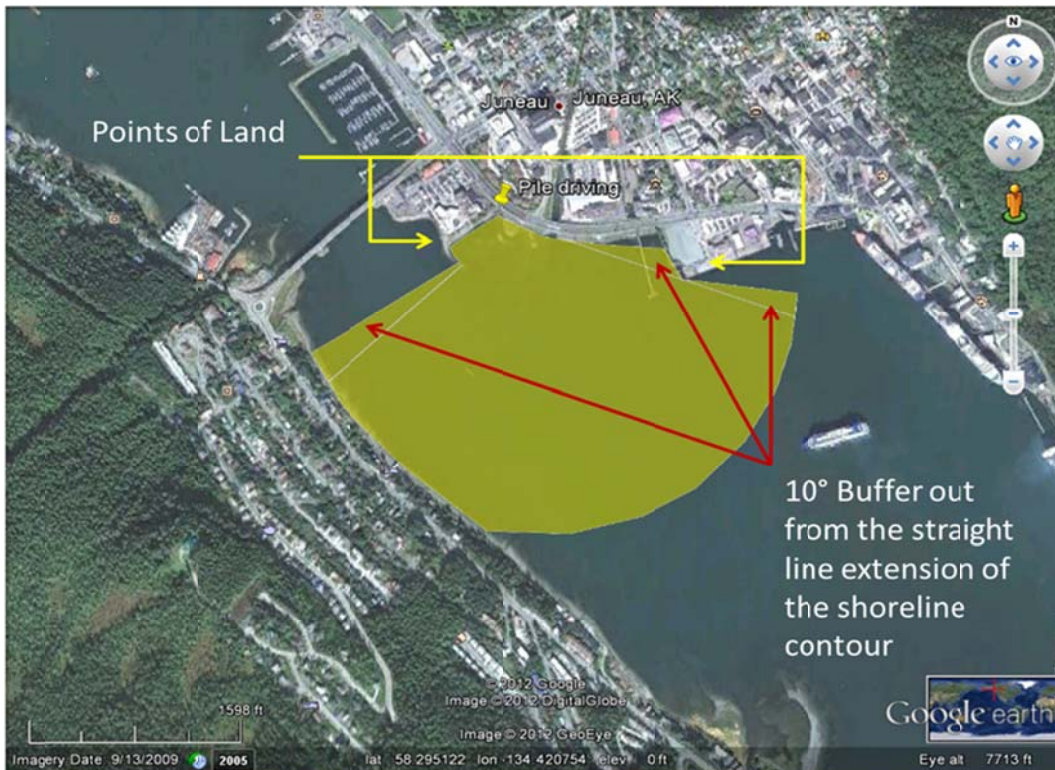 N
Juneau
Juneau, AK
Points of Land
Pile driving
10° Buffer out
from the straight
line extension of
the shoreline
contour
© 2012 Google
Image © 2012 DigitalGlobe
Image © 2012 GeoEye
1598 ft
Google earth
Imagery Date 9/13/2009 2005 lat 58.295122 lon -134.420754 elev 0 ft Eye alt 7713 ft